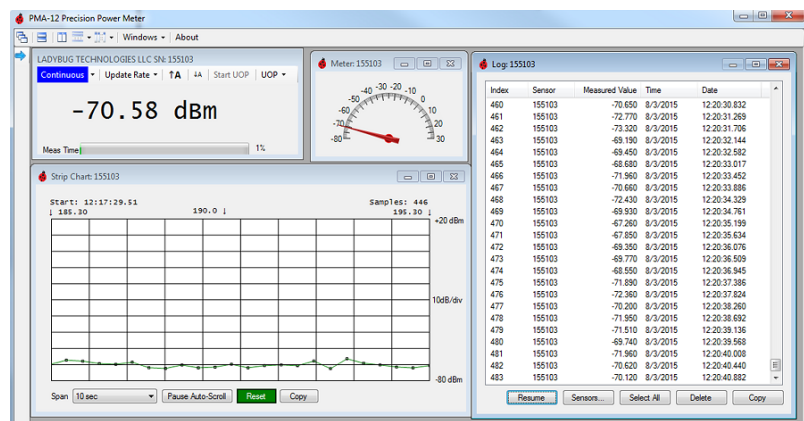 PMA-12 Precision Power Meter
Windows About
LADYBUG TECHNOLOGIES LLC SN: 155103
Continuous Update Rate ↑A ↓A Start UOP UOP
-70.58 dBm
Meas Time 1%
Meter: 155103
-80 -70 -60 -50 -40 -30 -20 -10 0 10 20 30
Strip Chart: 155103
Start: 12:17:29.51 Samples: 446
↓ 185.30 190.0 ↓ 195.30 ↓
+20 dBm
10dB/div
-80 dBm
Span 10 sec Pause Auto-Scroll Reset Copy
Log: 155103
Index Sensor Measured Value Time Date
460 155103 -70.650 8/3/2015 12:20:30.832
461 155103 -72.770 8/3/2015 12:20:31.269
462 155103 -73.320 8/3/2015 12:20:31.706
463 155103 -69.190 8/3/2015 12:20:32.144
464 155103 -69.450 8/3/2015 12:20:32.582
465 155103 -68.680 8/3/2015 12:20:33.017
466 155103 -71.960 8/3/2015 12:20:33.452
467 155103 -70.660 8/3/2015 12:20:33.886
468 155103 -72.430 8/3/2015 12:20:34.329
469 155103 -69.930 8/3/2015 12:20:34.761
470 155103 -67.260 8/3/2015 12:20:35.199
471 155103 -67.850 8/3/2015 12:20:35.634
472 155103 -69.350 8/3/2015 12:20:36.076
473 155103 -69.770 8/3/2015 12:20:36.509
474 155103 -68.550 8/3/2015 12:20:36.945
475 155103 -71.890 8/3/2015 12:20:37.386
476 155103 -72.360 8/3/2015 12:20:37.824
477 155103 -70.200 8/3/2015 12:20:38.260
478 155103 -71.950 8/3/2015 12:20:38.692
479 155103 -71.510 8/3/2015 12:20:39.136
480 155103 -69.740 8/3/2015 12:20:39.568
481 155103 -71.960 8/3/2015 12:20:40.008
482 155103 -70.620 8/3/2015 12:20:40.440
483 155103 -70.120 8/3/2015 12:20:40.882
Resume Sensors... Select All Delete Copy